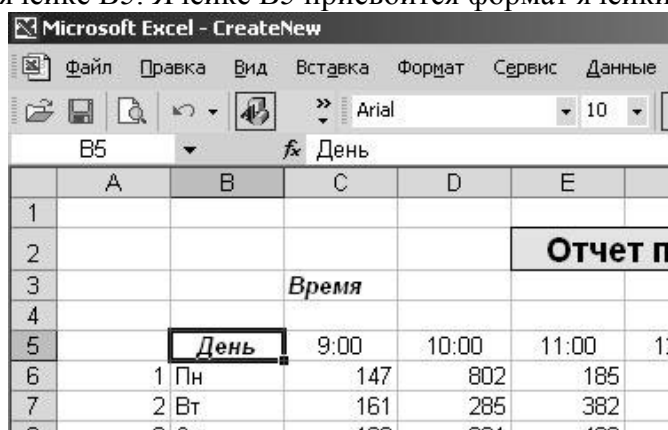 ячейке B5. Ячейке B5 присвоится формат ячейки
Microsoft Excel - CreateNew
Файл Правка Вид Вставка Формат Сервис Данные
Arial 10
B5 fx День
A B C D E
1
2 Отчет п
3 Время
4
5 День 9:00 10:00 11:00
6 1 Пн 147 802 185
7 2 Вт 161 285 382